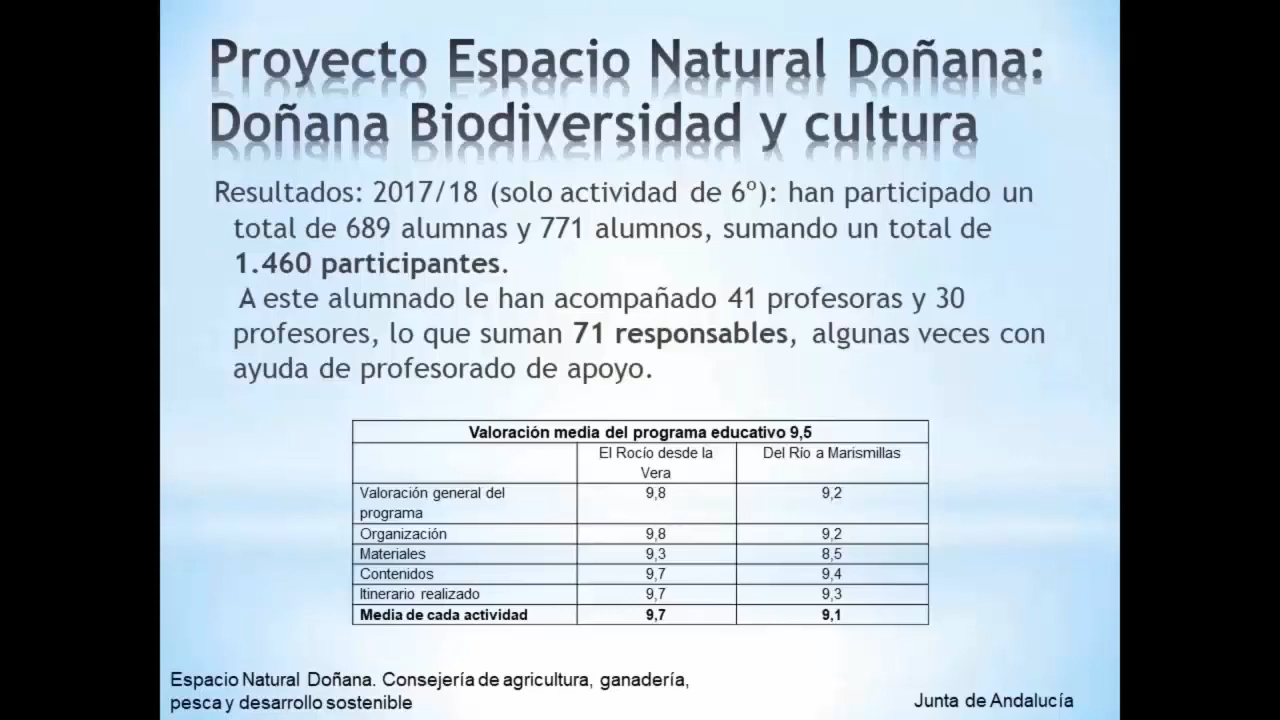 Proyecto Espacio Natural Doñana:
Doñana Biodiversidad y cultura
Resultados: 2017/18 (solo actividad de 6º): han participado un
total de 689 alumnas y 771 alumnos, sumando un total de
1.460 participantes.
A este alumnado le han acompañado 41 profesoras y 30
profesores, lo que suman 71 responsables, algunas veces con
ayuda de profesorado de apoyo.
Valoración media del programa educativo 9,5
El Rocío desde la Vera Del Río a Marismillas
Valoración general del programa 9,8 9,2
Organización 9,8 9,2
Materiales 9,3 8,5
Contenidos 9,7 9,4
Itinerario realizado 9,7 9,3
Media de cada actividad 9,7 9,1
Espacio Natural Doñana. Consejería de agricultura, ganadería,
pesca y desarrollo sostenible
Junta de Andalucía